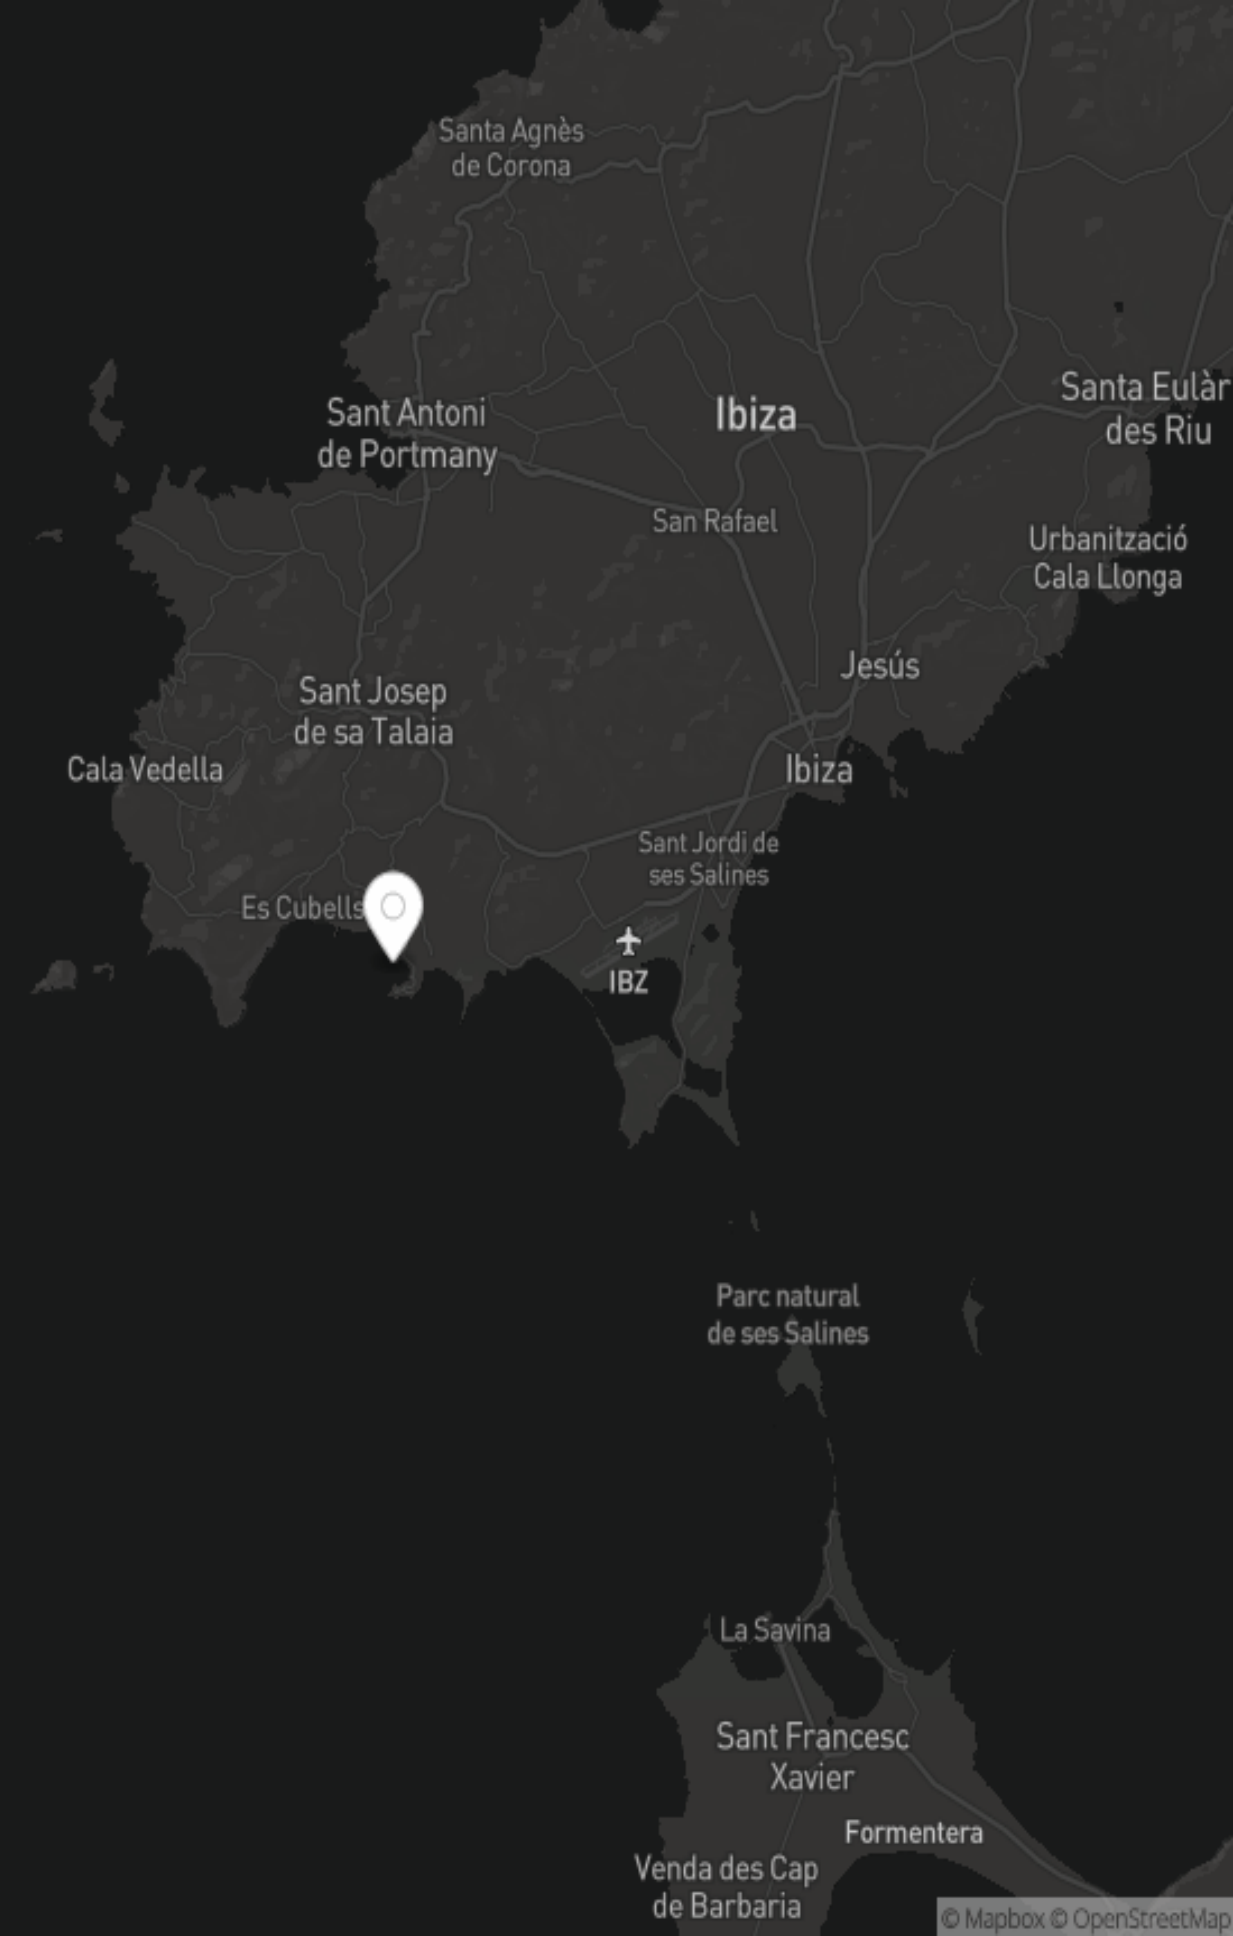 Santa Agnès
de Corona
Sant Antoni
de Portmany
Ibiza
Santa Eulàr
des Riu
San Rafael
Urbanització
Cala Llonga
Jesús
Sant Josep
de sa Talaia
Cala Vedella
Ibiza
Sant Jordi de
ses Salines
Es Cubells
IBZ
Parc natural
de ses Salines
La Savina
Sant Francesc
Xavier
Formentera
Venda des Cap
de Barbaria
© Mapbox © OpenStreetMap